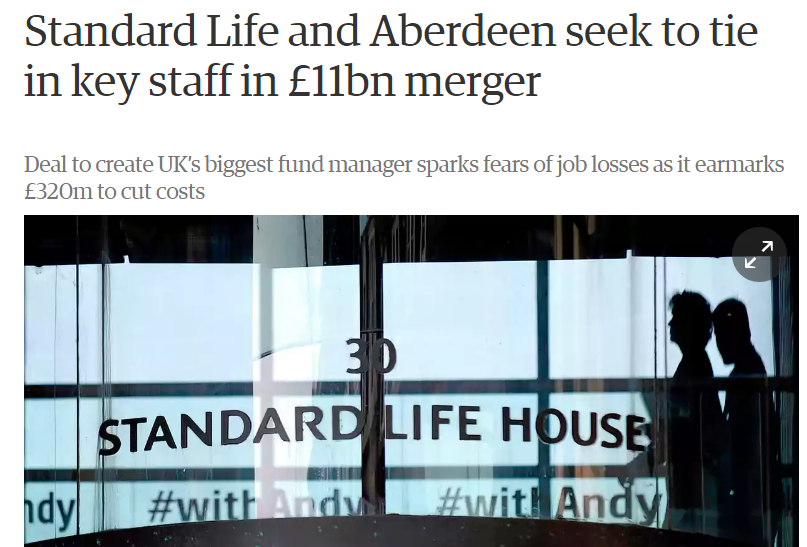 Standard Life and Aberdeen seek to tie
in key staff in £11bn merger
Deal to create UK's biggest fund manager sparks fears of job losses as it earmarks
£320m to cut costs
30
STANDARD LIFE HOUSE
ndy #withAndy #withAndy